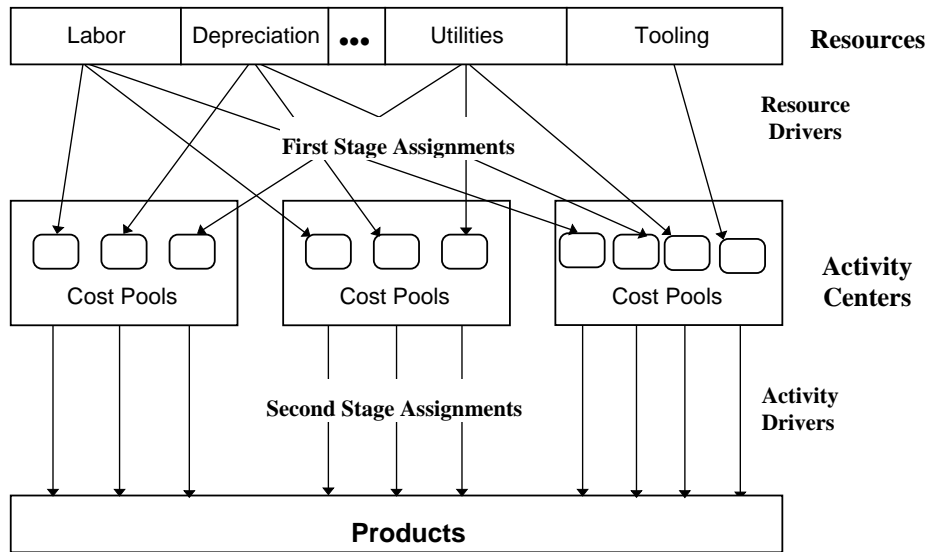 Labor Depreciation ••• Utilities Tooling Resources
Resource
Drivers
First Stage Assignments
Cost Pools Cost Pools Cost Pools
Activity
Centers
Second Stage Assignments
Activity
Drivers
Products